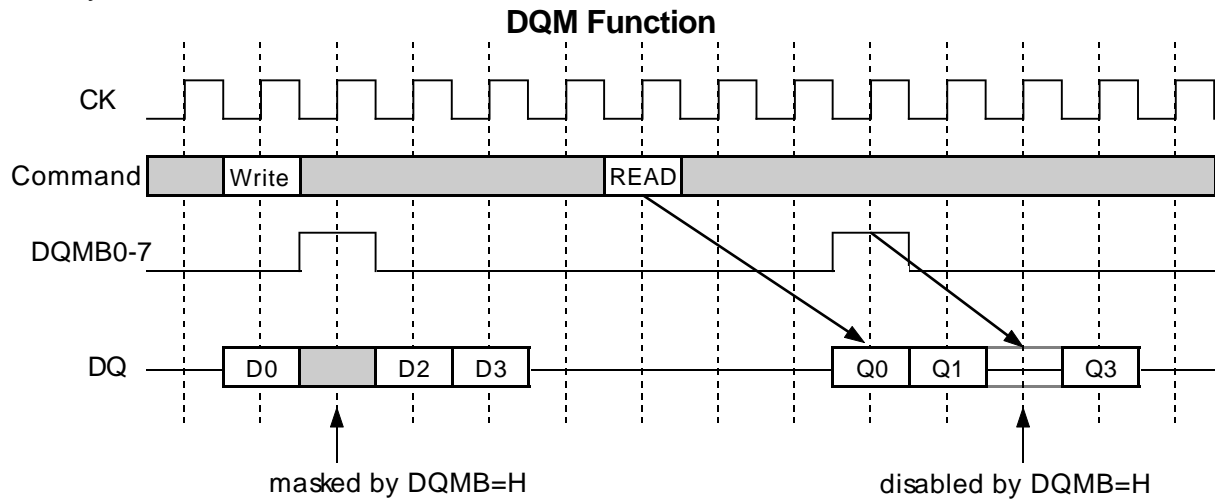 DQM Function
CK
Command
Write
READ
DQMB0-7
DQ
D0
D2
D3
Q0
Q1
Q3
masked by DQMB=H
disabled by DQMB=H